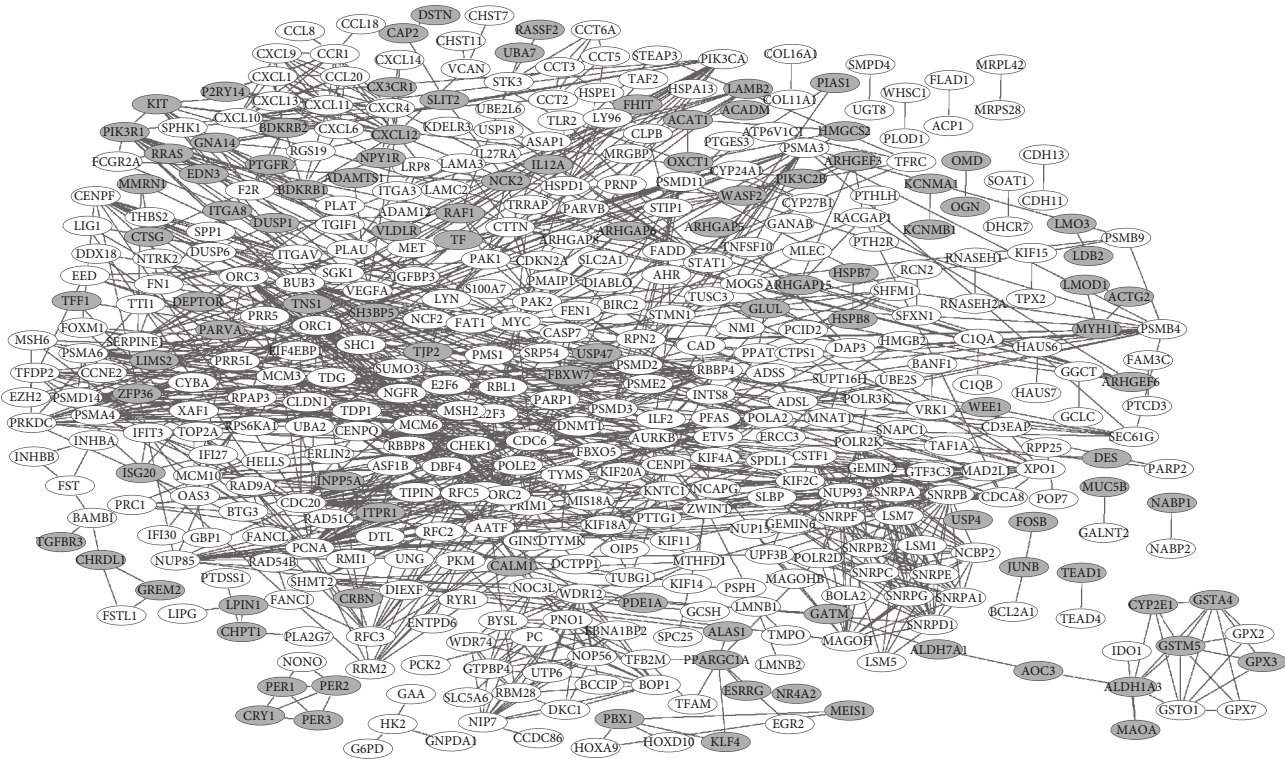 DSTN
CHST7
CCL8
CCL18
CAP2
RASSF2
CCT6A
CXCL9
CCR1
CHST11
UBA7
CXCL14
VCAN
CCT3
CCT5
STEAP3
PIK3CA
COL16A1
SMPD4
MRPL42
CXCL1
CCL20
CX3CR1
STK3
TAF2
HSPE1
HSPA13
LAMB2
PIAS1
WHSC1
FLAD1
P2RY14
CXCL13
CXCL11
CXCR4
SLIT2
UBE2L6
CCT2
FHIT
COL11A1
ACADM
UGT8
MRPS28
KIT
CXCL10
TLR2
LY96
ACAT1
ACP1
PIK3R1
SPHK1
BDKRB2
CXCL6
CXCL12
KDELR3
USP18
CLPB
ATP6V1C1
HMGCS2
PLOD1
GNA14
RGS19
ASAP1
PTGES3
PSMA3
RRAS
FCGR2A
PTGFR
NPY1R
LRP8
LAMA3
IL27RA
IL12A
MRGBP
OXCT1
ARHGEF3
TFRC
OMD
CDH13
EDN3
MMRN1
F2R
BDKRB1
ADAMTS1
ITGA3
LAMC2
NCK2
HSPD1
PRNP
PSMD11
CYP24A1
PIK3C2B
KCNMA1
SOAT1
CENPF
PLAT
ADAM12
RAF1
TRRAP
PARVB
STIP1
WASF2
CYP27B1
PTHLH
OGN
CDH11
THBS2
ITGA8
TGIF1
LIG1
SPP1
DUSP1
VLDLR
CTTN
ARHGAP6
ARHGAP5
GANAB
RACGAP1
KCNMB1
DHCR7
LMO3
CTSG
TF
ARHGAP8
PSMB9
DDX18
NTRK2
DUSP6
ITGAV
PLAU
MET
PAK1
CDKN2A
SLC2A1
FADD
TNFSF10
MLEC
PTH2R
RNASEH1
KIF15
LDB2
EED
FN1
ORC3
BUB3
SGK1
IGFBP3
PMAIP1
DIABLO
AHR
STAT1
MOGS
ARHGAP15
HSPB7
RCN2
TFF1
TTI1
DEPTOR
TNS1
VEGFA
LYN
S100A7
PAK2
BIRC2
TUSC3
SHFM1
RNASEH2A
TPX2
LMOD1
ACTG2
FOXM1
PARVA
PRR5
ORC1
SH3BP5
NCF2
FAT1
MYC
FEN1
STMN1
GLUL
HSPB8
SFXN1
MSH6
SERPINE1
CASP7
NMI
PCID2
MYH11
PSMB4
PSMA6
LIMS2
PRR5L
EIF4EBP1
SHC1
TJP2
PMS1
SRP54
USP47
RPN2
CAD
PPAT
CTPS1
DAP3
HMGB2
C1QA
HAUS6
TFDP2
CCNE2
CYBA
MCM3
TDG
SUMO3
FBXW7
PSMD2
RBBP4
ADSS
BANF1
FAM3C
EZH2
PSMD14
ZFP36
RPAP3
CLDN1
NGFR
E2F6
RBL1
PSME2
SUPT16H
UBE2S
C1QB
GGCT
ARHGEF6
PARP1
INTS8
ADSL
POLR3K
HAUS7
PRKDC
PSMA4
XAF1
RPS6KA1
UBA2
TDP1
MCM6
MSH2
E2F3
PSMD3
ILF2
PFAS
POLA2
MNAT1
VRK1
WEE1
GCLC
PTCD3
INHBA
IFIT3
TOP2A
CENPQ
RBBP8
CHEK1
CDC6
DNMT1
AURKB
ETV5
ERCC3
SNAPC1
CD3EAP
SEC61G
INHBB
IFI27
ERLIN2
FBXO5
POLR2K
TAF1A
RPP25
DES
ISG20
MCM10
HELLS
ASF1B
DBF4
POLE2
TYMS
KIF20A
CENPI
KIF4A
SPDL1
CSTF1
GEMIN2
GTF3C3
MAD2L1
XPO1
PARP2
FST
RAD9A
INPP5A
OAS3
TIPIN
RFC5
ORC2
MIS18A
KNTC1
NCAPG
KIF2C
SLBP
NUP93
SNRPA
SNRPB
CDCA8
POP7
MUC5B
NABP1
PRC1
BTG3
CDC20
RAD51C
ITPR1
PRIM1
PTTG1
ZWINT
BAMBI
IFI30
GBP1
FANCL
DTL
RFC2
AATF
KIF18A
NUP155
GEMIN6
SNRPF
LSM7
USP4
FOSB
GALNT2
TGFBR3
PCNA
DTYMK
OIP5
KIF11
CHRDL1
NUP85
RAD54B
RMI1
UNG
PKM
CALM1
DCTPP1
MTHFD1
UPF3B
POLR2D
SNRPB2
LSM1
NCBP2
JUNB
NABP2
PTDSS1
SHMT2
TUBG1
KIF14
PSPH
MAGOHB
SNRPC
SNRPE
TEAD1
GREM2
FANCI
CRBN
DIEXF
NOC3L
WDR12
PDE1A
GCSH
LMNB1
BOLA2
SNRPG
SNRPA1
FSTL1
LIPG
LPIN1
RYR1
GATM
BCL2A1
TEAD4
CYP2E1
GSTA4
CHPT1
PLA2G7
RFC3
ENTPD6
BYSL
PNO1
EBNA1BP2
SPC25
ALAS1
TMPO
MAGOH
SNRPD1
WDR74
PC
NONO
RRM2
PCK2
GTPBP4
NOP56
TFB2M
PPARGC1A
LMNB2
LSM5
ALDH7A1
IDO1
GSTM5
GPX2
GPX3
PER1
PER2
GAA
SLC5A6
RBM28
UTP6
BCCIP
BOP1
ESRRG
NR4A2
AOC3
ALDH1A3
CRY1
PER3
HK2
NIP7
DKC1
TFAM
MEIS1
GSTO1
GPX7
PBX1
EGR2
G6PD
GNPDA1
CCDC86
HOXA9
HOXD10
KLF4
MAOA